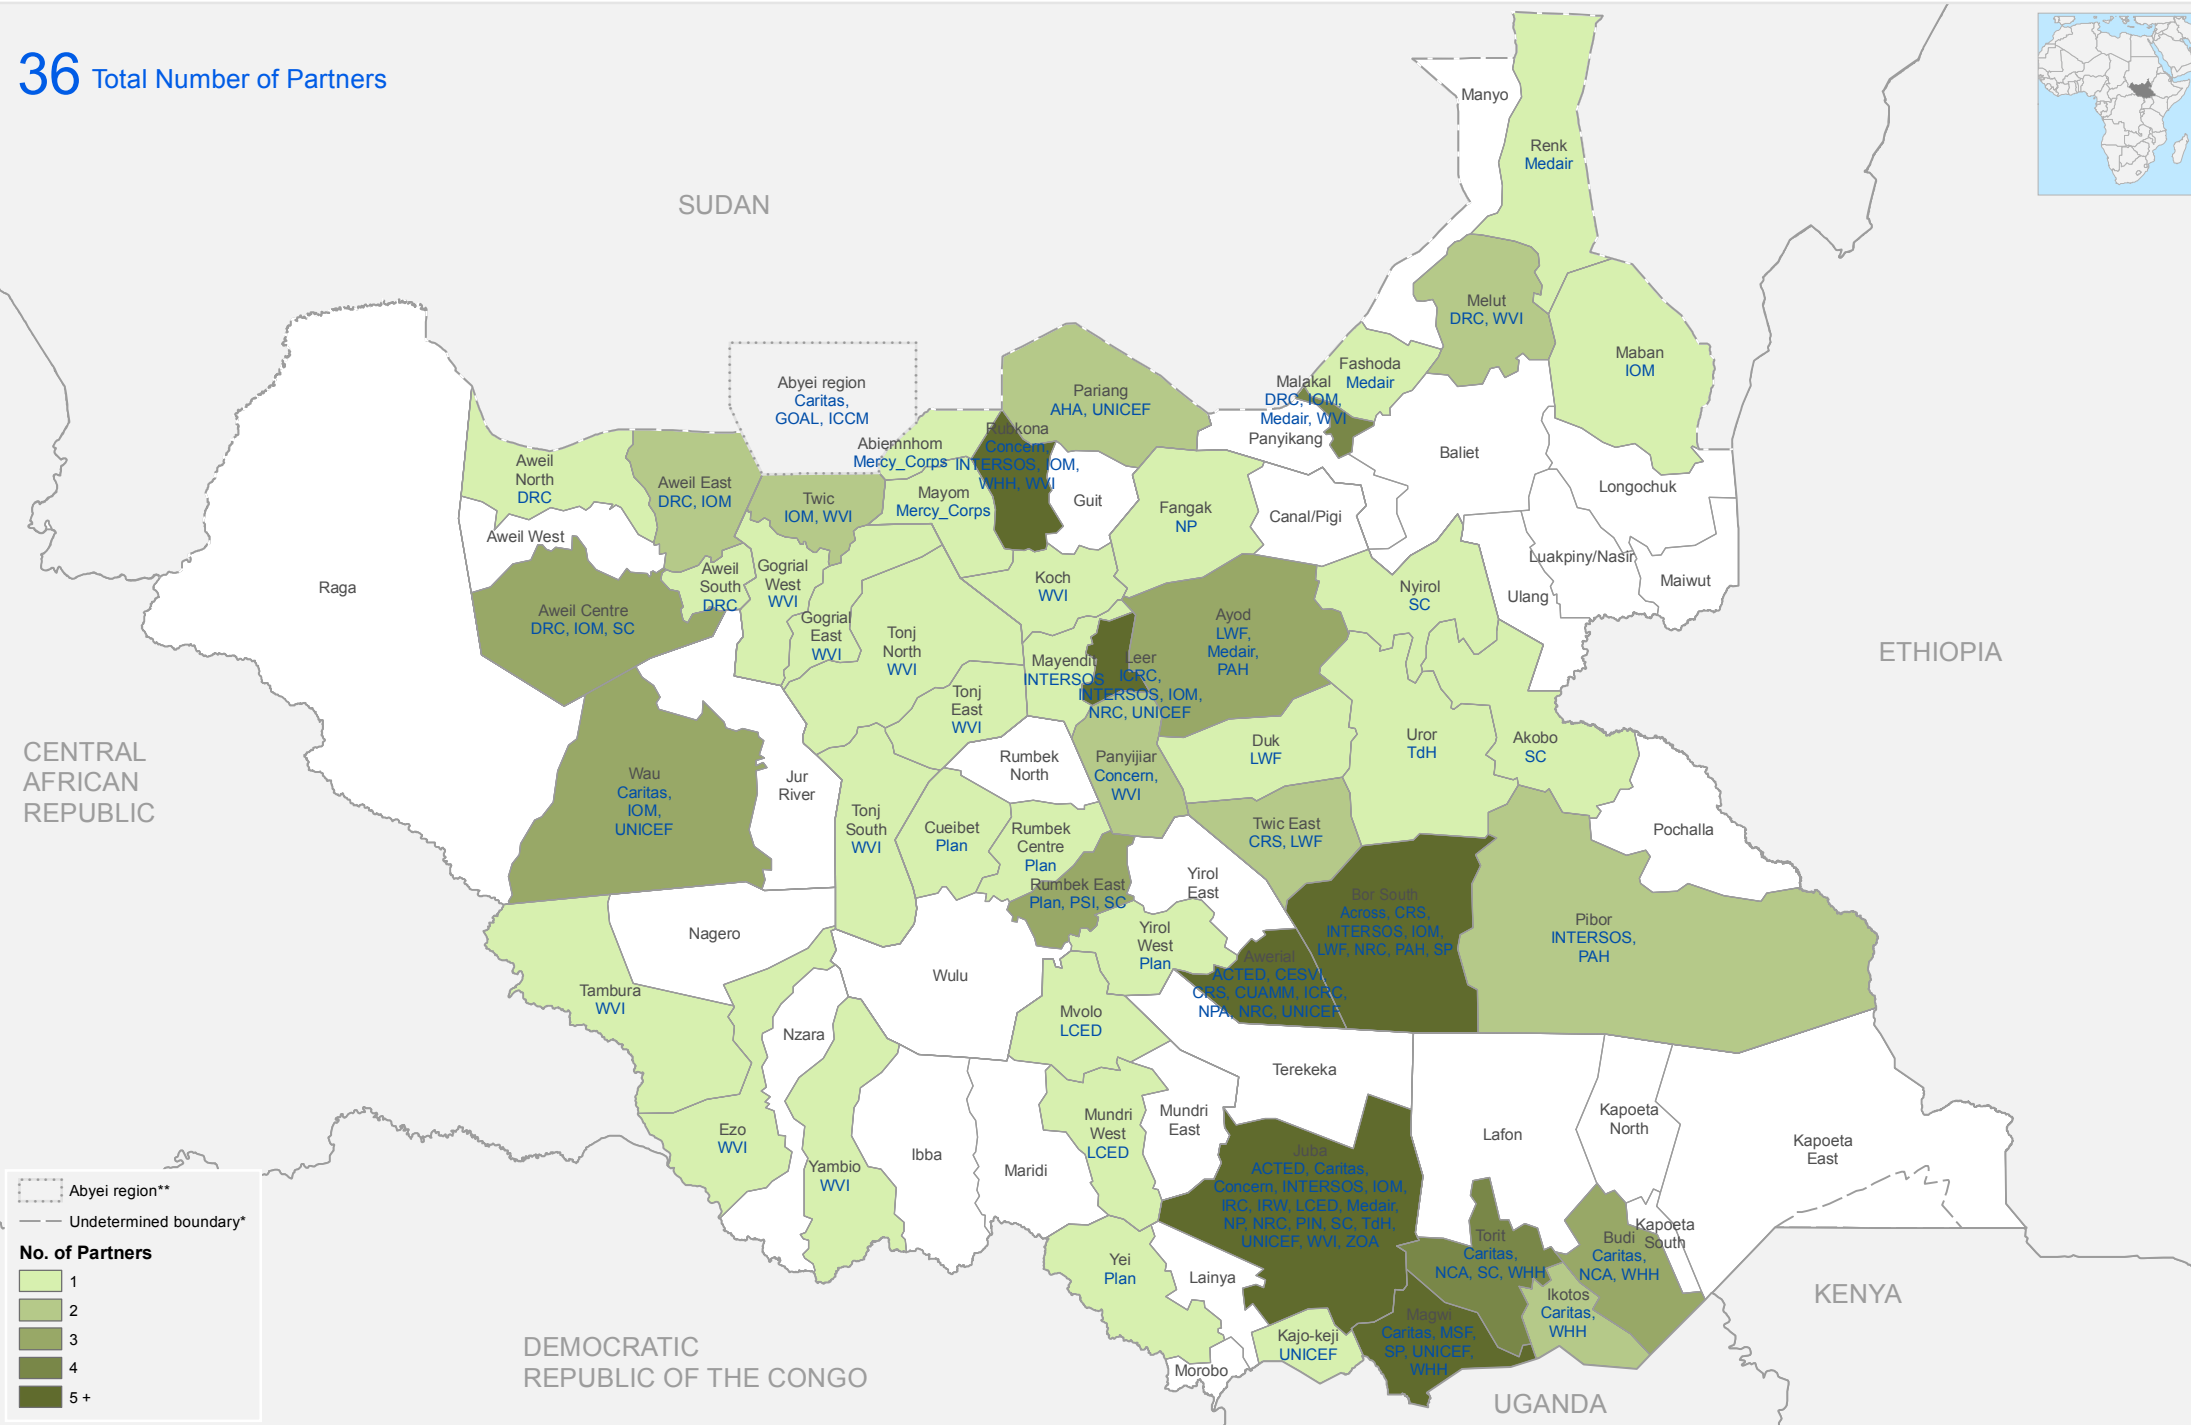 36 Total Number of Partners
SUDAN
Manyo
Renk
Medair
Melut
DRC, WVI
Maban
IOM
Fashoda
Medair
Malakal
DRC, IOM,
Medair, WVI
Panyikang
Baliet
Longochuk
Luakpiny/Nasir
Maiwut
Ulang
Abyei region
Caritas,
GOAL, ICCM
Pariang
AHA, UNICEF
Abiemnhom
Mercy_Corps
Rubkona
Concern,
INTERSOS, IOM,
WHH, WVI
Mayom
Mercy_Corps
Guit
Fangak
NP
Canal/Pigi
Nyirol
SC
Aweil
North
DRC
Aweil East
DRC, IOM
Twic
IOM, WVI
Aweil West
Raga
Aweil
South
DRC
Gogrial
West
WVI
Aweil Centre
DRC, IOM, SC
Gogrial
East
WVI
Tonj
North
WVI
Koch
WVI
Ayod
LWF,
Medair,
PAH
Mayendit
INTERSOS
Leer
ICRC,
INTERSOS, IOM,
NRC, UNICEF
Tonj
East
WVI
ETHIOPIA
CENTRAL
AFRICAN
REPUBLIC
Wau
Caritas,
IOM,
UNICEF
Jur
River
Rumbek
North
Panyijiar
Concern,
WVI
Duk
LWF
Uror
TdH
Akobo
SC
Pochalla
Tonj
South
WVI
Cueibet
Plan
Rumbek
Centre
Plan
Twic East
CRS, LWF
Rumbek East
Plan, PSI, SC
Yirol
East
Bor South
Across, CRS,
INTERSOS, IOM,
LWF, NRC, PAH, SP
Pibor
INTERSOS,
PAH
Nagero
Yirol
West
Plan
Awerial
ACTED, CESVI,
CRS, CUAMM, ICRC,
NPA, NRC, UNICEF
Wulu
Tambura
WVI
Nzara
Mvolo
LCED
Terekeka
Ezo
WVI
Yambio
WVI
Ibba
Maridi
Mundri
West
LCED
Mundri
East
Lafon
Kapoeta
North
Kapoeta
East
Juba
ACTED, Caritas,
Concern, INTERSOS, IOM,
IRC, IRW, LCED, Medair,
NP, NRC, PIN, SC, TdH,
UNICEF, WVI, ZOA
Torit
Caritas,
NCA, SC, WHH
Kapoeta
South
Budi
Caritas,
NCA, WHH
Yei
Plan
Lainya
Ikotos
Caritas,
WHH
Magwi
Caritas, MSF,
SP, UNICEF,
WHH
Kajo-keji
UNICEF
Morobo
KENYA
DEMOCRATIC
REPUBLIC OF THE CONGO
UGANDA
Abyei region**
Undetermined boundary*
No. of Partners
1
2
3
4
5 +